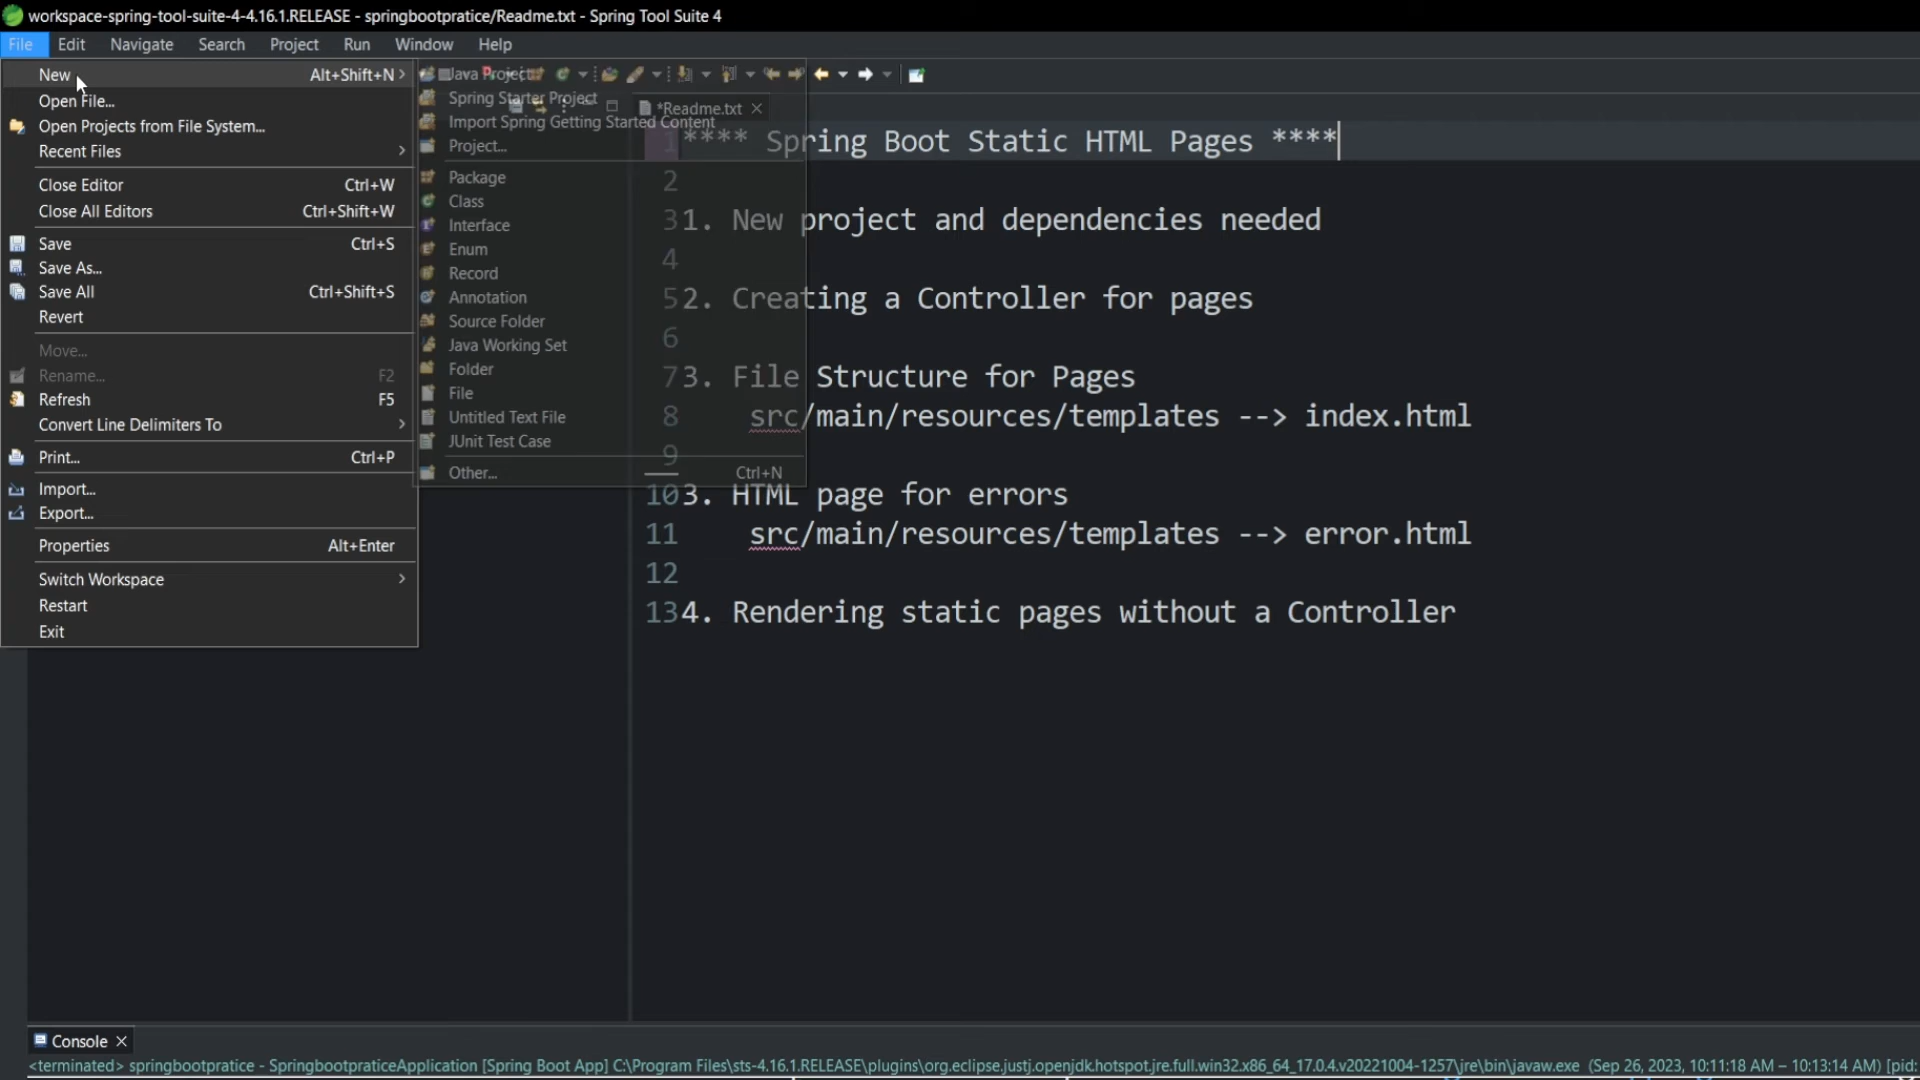 workspace-spring-tool-suite-4-4.16.1.RELEASE - springbootpratice/Readme.txt - Spring Tool Suite 4
File Edit Navigate Search Project Run Window Help
New Alt+Shift+N
Open File...
Open Projects from File System...
Recent Files
Close Editor Ctrl+W
Close All Editors Ctrl+Shift+W
Save Ctrl+S
Save As...
Save All Ctrl+Shift+S
Revert
Move...
Rename... F2
Refresh F5
Convert Line Delimiters To
Print... Ctrl+P
Import...
Export...
Properties Alt+Enter
Switch Workspace
Restart
Exit
Java Project
Spring Starter Project
Import Spring Getting Started Content
Project...
Package
Class
Interface
Enum
Record
Annotation
Source Folder
Java Working Set
Folder
File
Untitled Text File
JUnit Test Case
Other... Ctrl+N
*Readme.txt
1 **** Spring Boot Static HTML Pages ****
2
3 1. New project and dependencies needed
4
5 2. Creating a Controller for pages
6
7 3. File Structure for Pages
8 src/main/resources/templates --> index.html
9
10 3. HTML page for errors
11 src/main/resources/templates --> error.html
12
13 4. Rendering static pages without a Controller
Console
<terminated> springbootpratice - SpringbootpraticeApplication [Spring Boot App] C:\Program Files\sts-4.16.1.RELEASE\plugins\org.eclipse.justj.openjdk.hotspot.jre.full.win32.x86_64_17.0.4.v20221004-1257\jre\bin\javaw.exe (Sep 26, 2023, 10:11:18 AM – 10:13:14 AM) [pid: